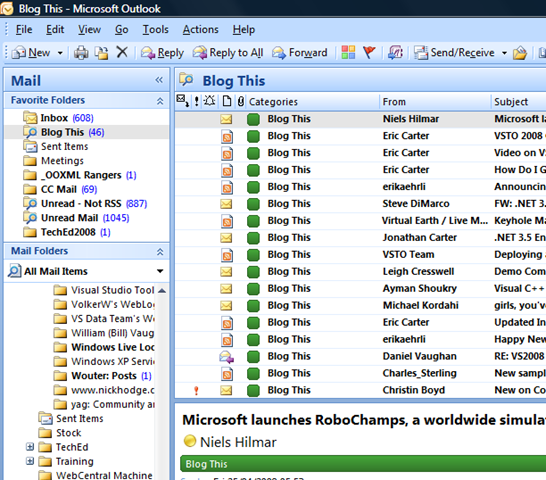 Blog This - Microsoft Outlook
File Edit View Go Tools Actions Help
New Reply Reply to All Forward Send/Receive
Mail «
Favorite Folders
Inbox (608)
Blog This (46)
Sent Items
Meetings
_OOXML Rangers (1)
CC Mail (69)
Unread - Not RSS (887)
Unread Mail (1045)
TechEd2008 (1)
Mail Folders
All Mail Items
Visual Studio Tool
VolkerW's WebLog
VS Data Team's We
William (Bill) Vaug
Windows Live Loc
Windows XP Servi
Wouter: Posts (1)
www.nickhodge.c
yag: Community a
Sent Items
Stock
TechEd
Training
WebCentral Machine
Blog This
Categories From Subject
Blog This Niels Hilmar Microsoft la
Blog This Eric Carter VSTO 2008
Blog This Eric Carter Video on V
Blog This Eric Carter How Do I G
Blog This erikaehrli Announcin
Blog This Steve DiMarco FW: .NET 3.
Blog This Virtual Earth / Live M... Keyhole Ma
Blog This Jonathan Carter .NET 3.5 En
Blog This VSTO Team Deploying
Blog This Leigh Cresswell Demo Com
Blog This Ayman Shoukry Visual C++
Blog This Michael Kordahi girls, you'v
Blog This Eric Carter Updated In
Blog This erikaehrli Happy New
Blog This Daniel Vaughan RE: VS2008
Blog This Charles_Sterling New sampl
! Blog This Christin Boyd New on Co
Microsoft launches RoboChamps, a worldwide simula
Niels Hilmar
Blog This